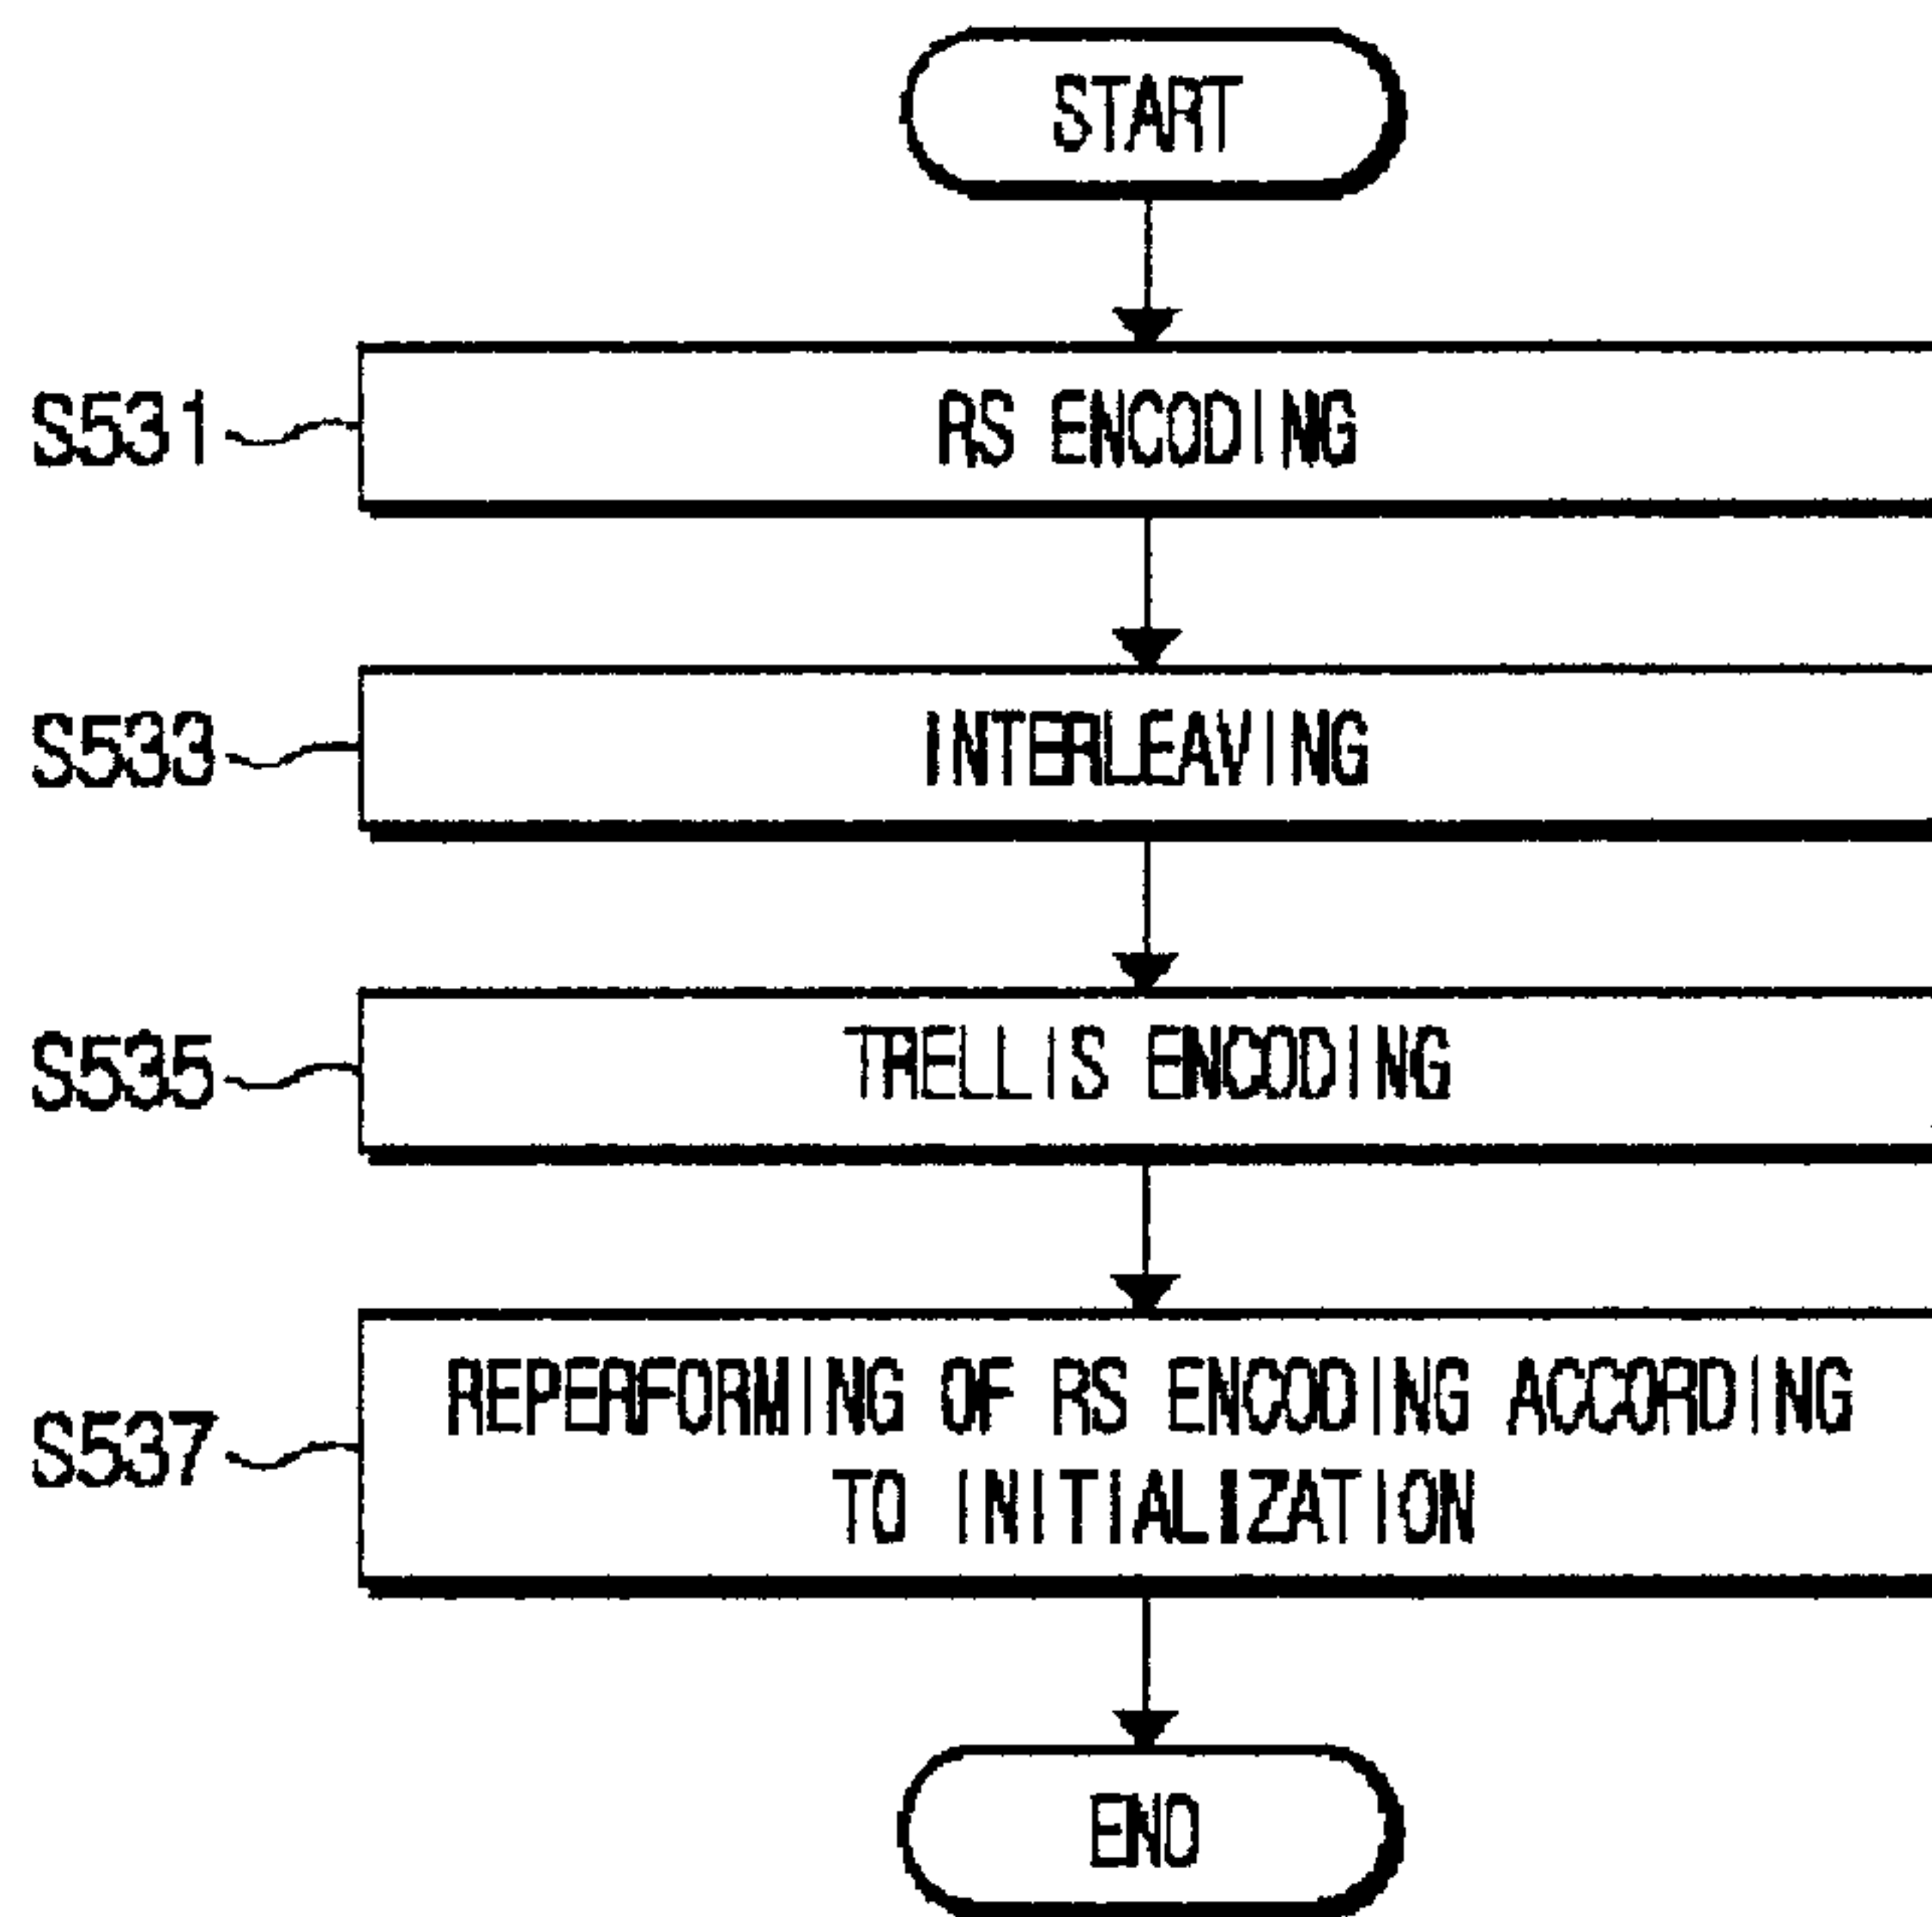 START
S531
RS ENCODING
S533
INTERLEAVING
S535
TRELLIS ENCODING
S537
REPERFORMING OF RS ENCODING ACCORDING
TO INITIALIZATION
END